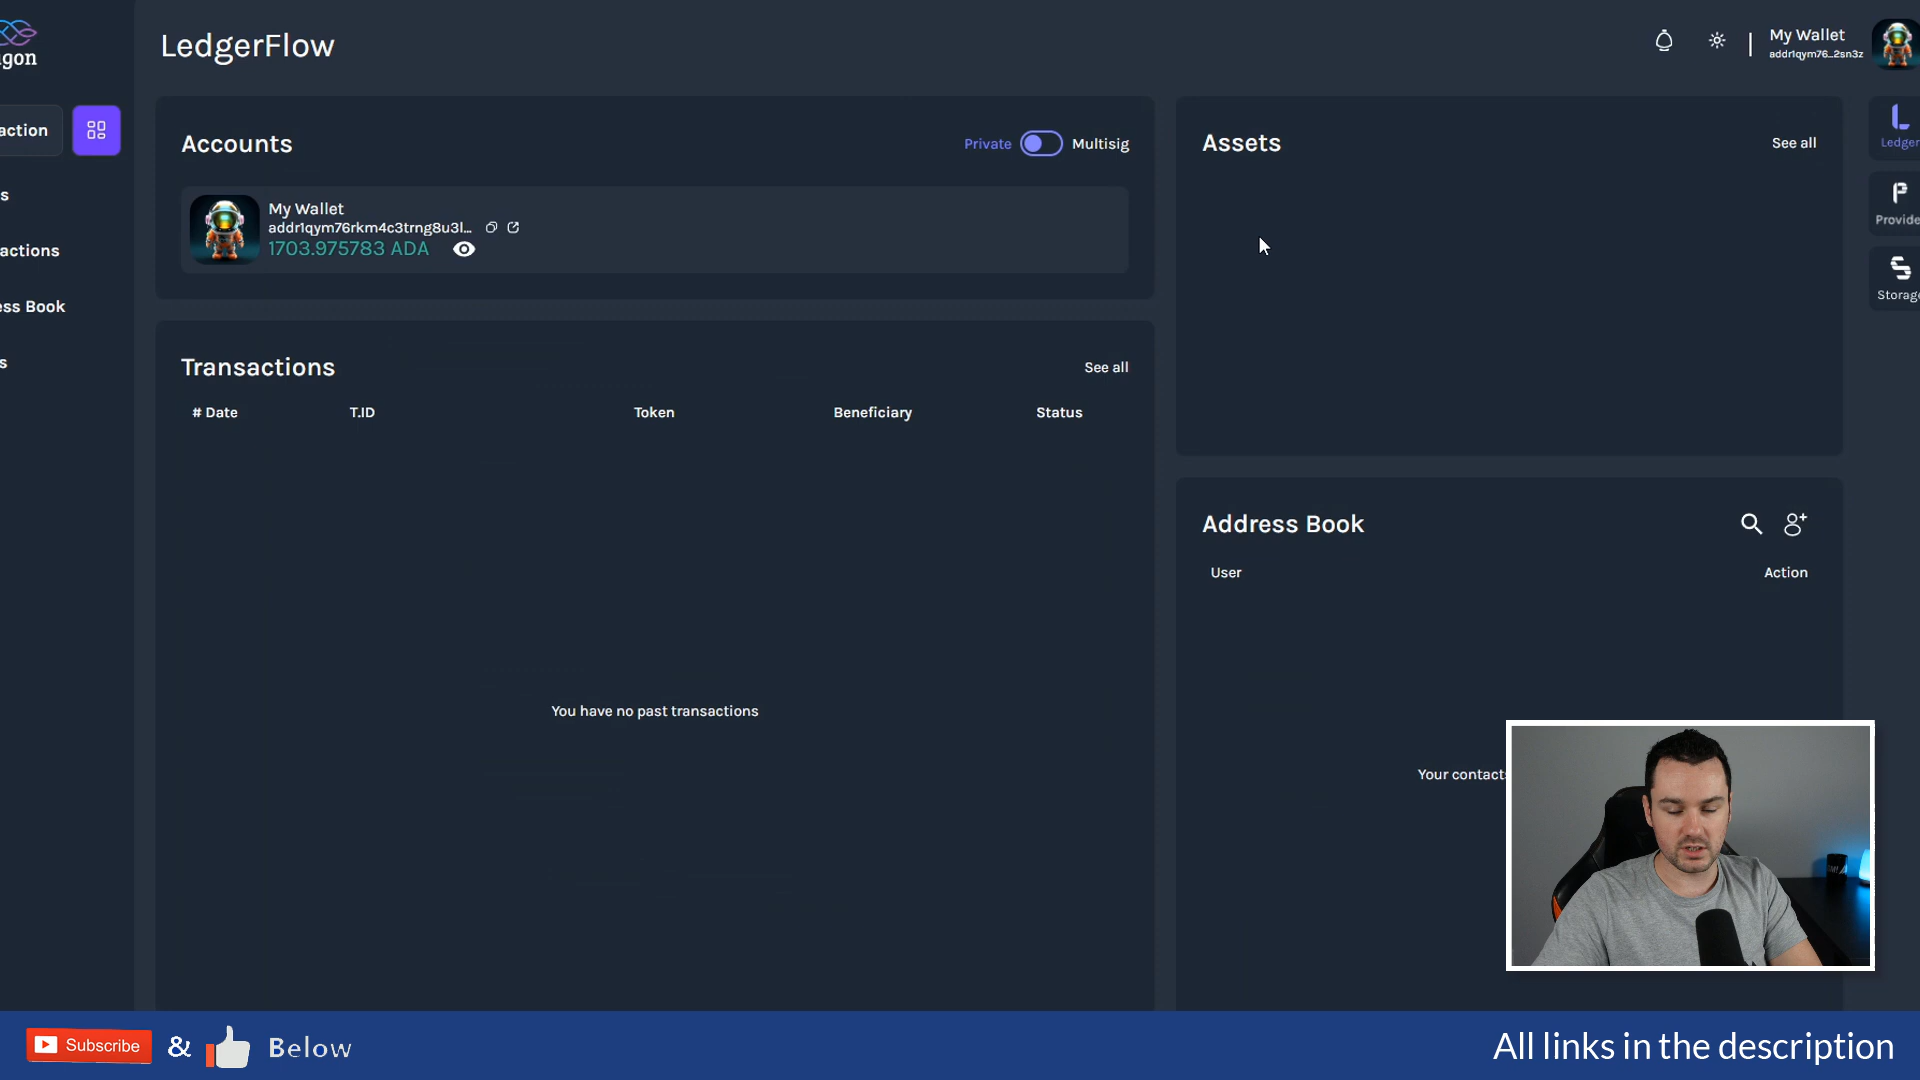 gon
LedgerFlow
My Wallet
addr1qym76...2sn3z
action
s
actions
ess Book
s
Accounts
Private
Multisig
My Wallet
addr1qym76rkm4c3trng8u3l...
1703.975783 ADA
Transactions
See all
# Date
T.ID
Token
Beneficiary
Status
You have no past transactions
Assets
See all
Address Book
User
Action
Your contacts
Ledger
Provide
Storag
Subscribe
&
Below
All links in the description